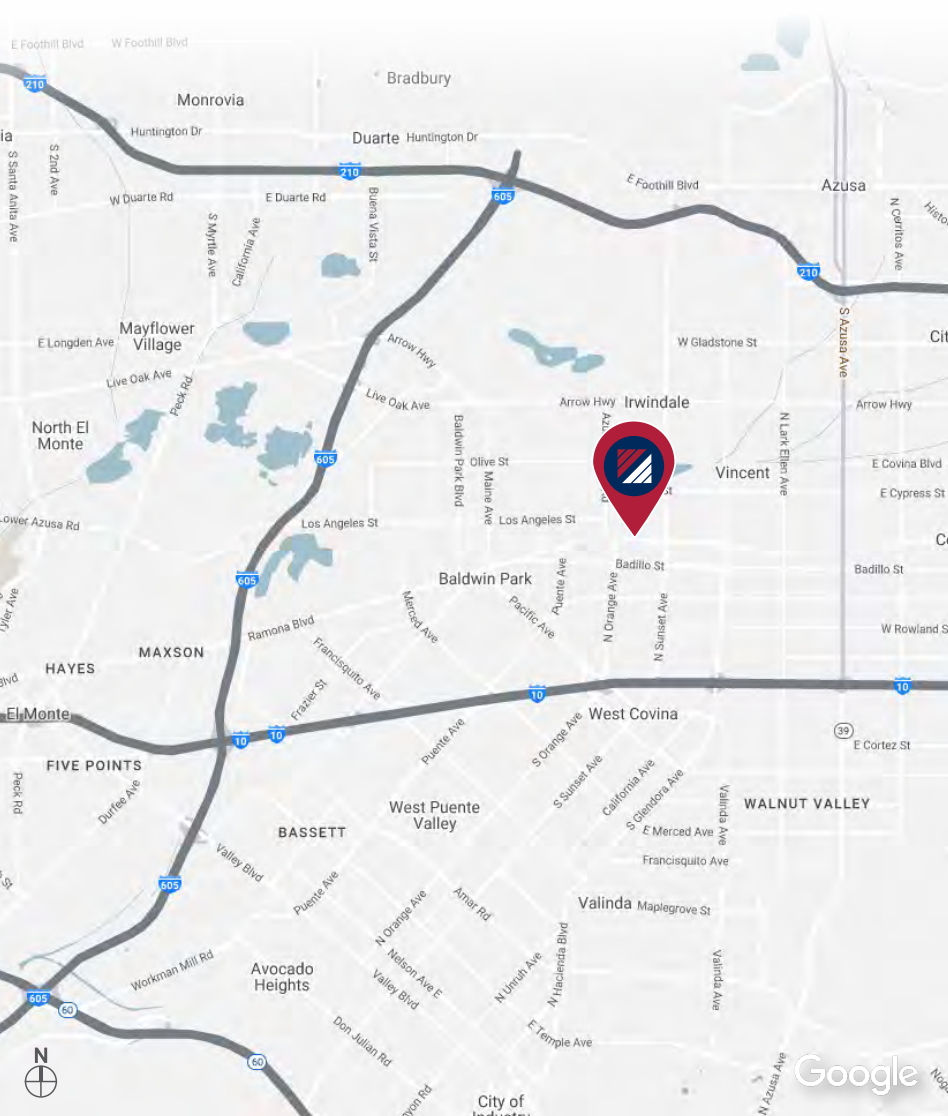 E Foothill Blvd
W Foothill Blvd
210
Bradbury
Monrovia
Huntington Dr
Duarte
Huntington Dr
ia
S Santa Anita Ave
S 2nd Ave
210
E Foothill Blvd
Azusa
W Duarte Rd
E Duarte Rd
Buena Vista St
605
N Cerritos Ave
Histo
S Myrtle Ave
California Ave
210
Mayflower
Village
E Longden Ave
Arrow Hwy
W Gladstone St
S Azusa Ave
Cit
Live Oak Ave
Peck Rd
Live Oak Ave
Arrow Hwy
Irwindale
Arrow Hwy
North El
Monte
Baldwin Park Blvd
N Lark Ellen Ave
605
Olive St
Maine Ave
Vincent
E Covina Blvd
St
E Cypress St
Lower Azusa Rd
Los Angeles St
Los Angeles St
Badillo St
Badillo St
605
Baldwin Park
Puente Ave
N Orange Ave
N Sunset Ave
Tyler Ave
Merced Ave
Pacific Ave
Ramona Blvd
W Rowland S
MAXSON
HAYES
Francisquito Ave
Blvd
Frazier St
10
10
El Monte
10
10
West Covina
39
E Cortez St
FIVE POINTS
Puente Ave
S Orange Ave
Peck Rd
Durfee Ave
S Sunset Ave
California Ave
S Glendora Ave
Valinda Ave
WALNUT VALLEY
West Puente
Valley
BASSETT
E Merced Ave
Francisquito Ave
Valley Blvd
605
Puente Ave
N Orange Ave
Amar Rd
Valinda
Maplegrove St
Nelson Ave E
Valley Blvd
N Unruh Ave
N Hacienda Blvd
Valinda Ave
Workman Mill Rd
Avocado
Heights
605
60
Don Julian Rd
E Temple Ave
N
60
N Azusa Ave
Google
City of
Industry